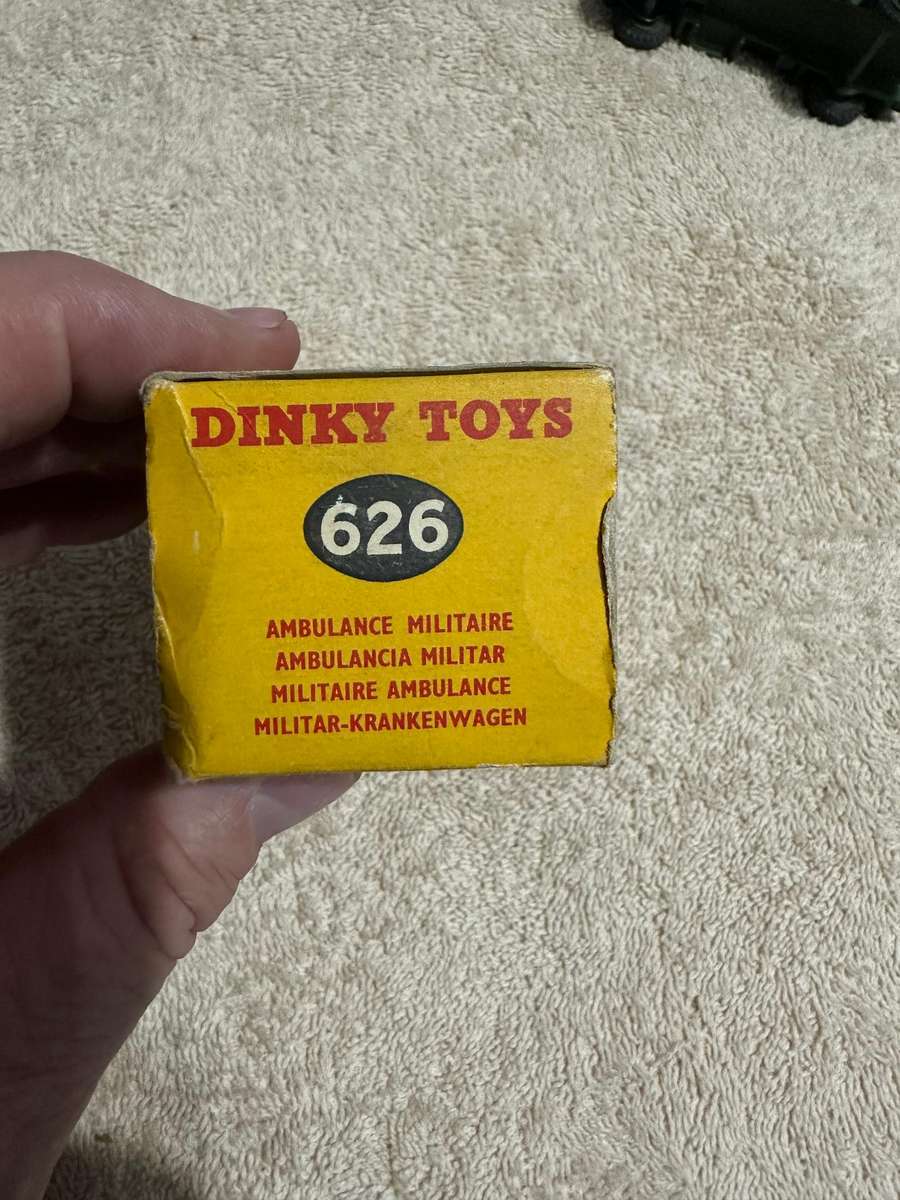 DINKY TOYS
626
AMBULANCE MILITAIRE
AMBULANCIA MILITAR
MILITAIRE AMBULANCE
MILITAR-KRANKENWAGEN